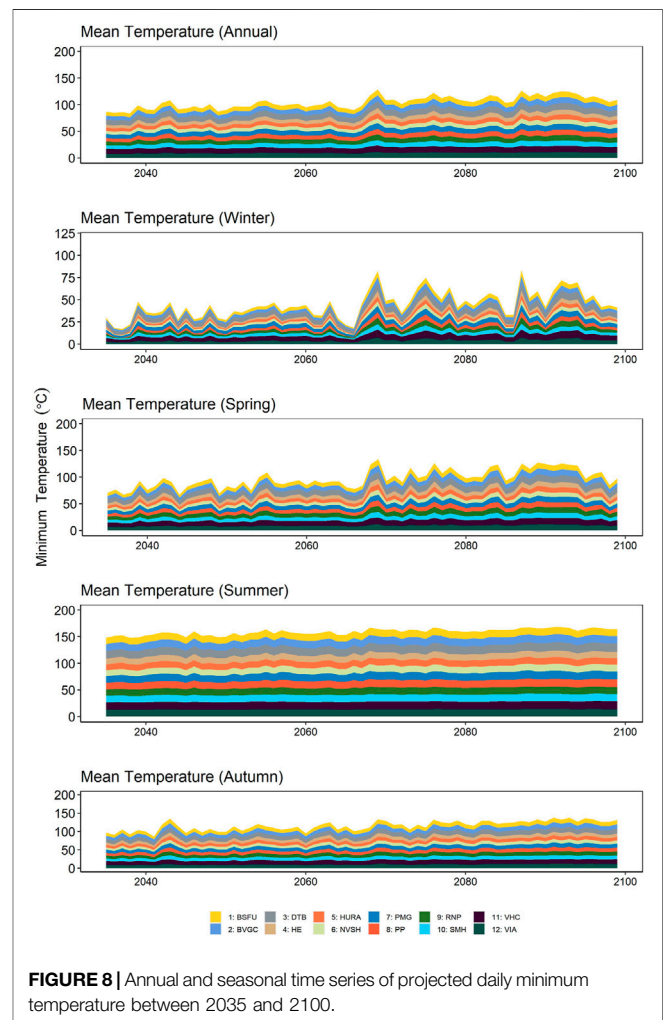 Mean Temperature (Annual)
200
150
100
50
0
2040 2060 2080 2100
Mean Temperature (Winter)
125
100
75
50
25
0
2040 2060 2080 2100
Mean Temperature (Spring)
200
150
100
50
0
2040 2060 2080 2100
Minimum Temperature (°C)
Mean Temperature (Summer)
200
150
100
50
0
2040 2060 2080 2100
Mean Temperature (Autumn)
200
150
100
50
0
2040 2060 2080 2100
1: BSFU 3: DTB 5: HURA 7: PMG 9: RNP 11: VHC
2: BVGC 4: HE 6: NVSH 8: PP 10: SMH 12: VIA
FIGURE 8 | Annual and seasonal time series of projected daily minimum
temperature between 2035 and 2100.